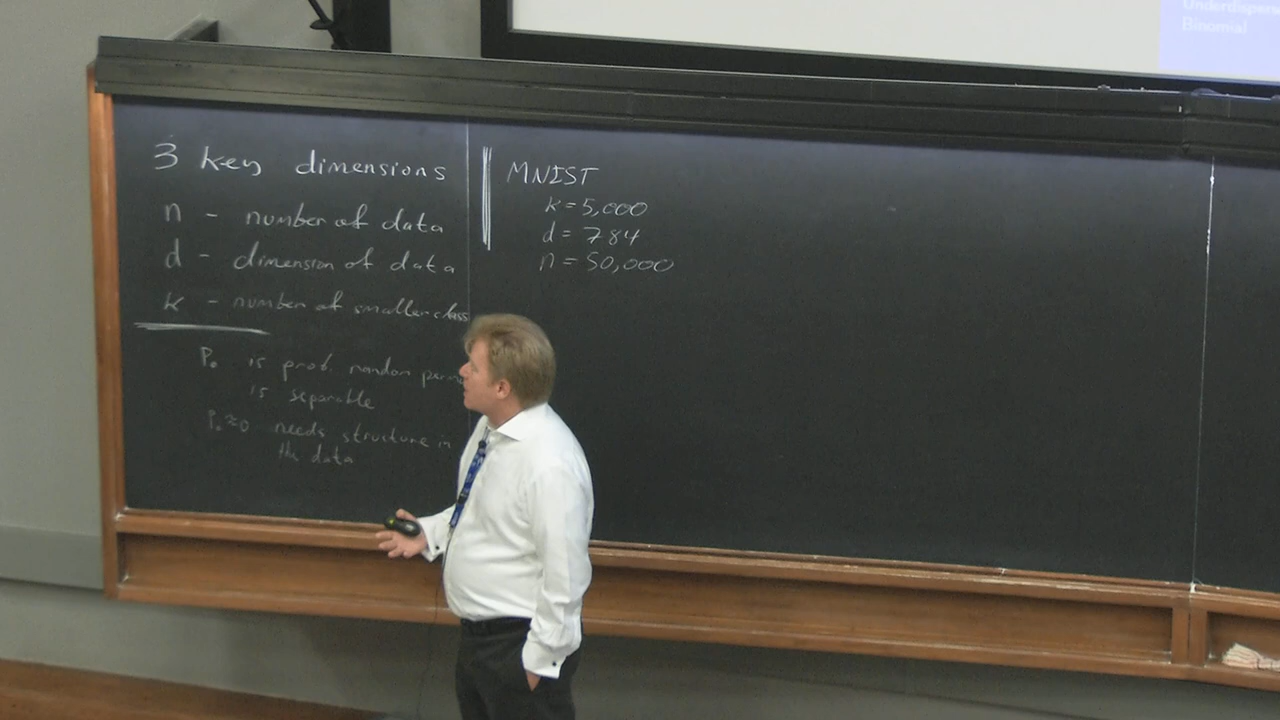 Underdispers
Binomial
3 key dimensions
n - number of data
d - dimension of data
k - number of smaller class
P₀ is prob. random perm
is separable
P₀≈0 needs structure in
the data
MNIST
k = 5,000
d = 784
n = 50,000